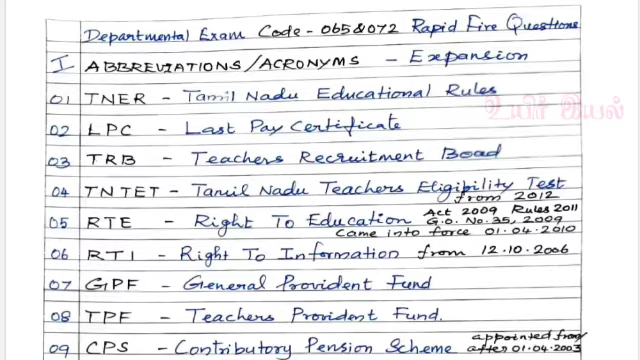 Departmental Exam Code - 065&072 Rapid Fire Questions
I ABBREVIATIONS/ACRONYMS - Expansion
01 TNER - Tamil Nadu Educational Rules
உயிர் இயல்
02 LPC - Last Pay Certificate
03 TRB - Teachers Recruitment Boad
04 TNTET - Tamil Nadu Teachers Eligibility Test
from 2012
05 RTE - Right To Education Act 2009 Rules 2011
G.O. No. 35, 2009
Came into force 01.04.2010
06 RTI - Right To Information from 12.10.2006
07 GPF - General Provident Fund
08 TPF - Teachers Provident Fund.
09 CPS - Contributory Pension Scheme appointed from/
after 01.04.2003